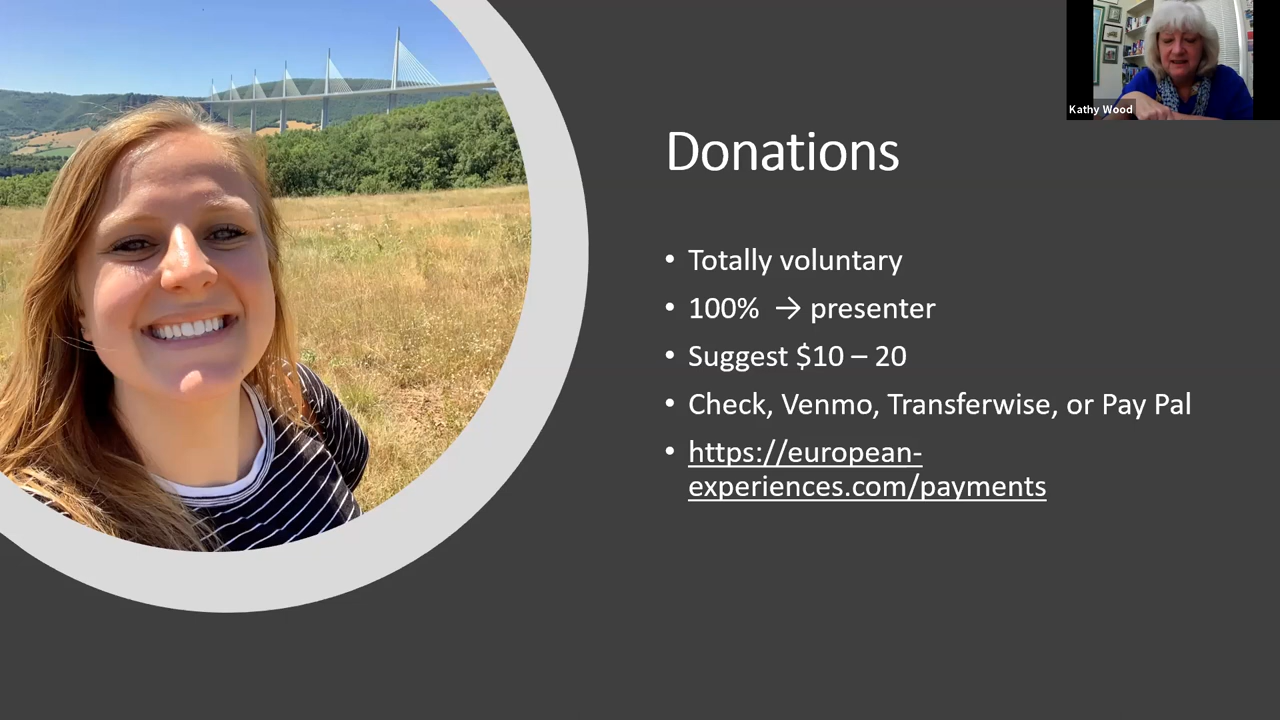 Kathy Wood
Donations
• Totally voluntary
• 100% → presenter
• Suggest $10 – 20
• Check, Venmo, Transferwise, or Pay Pal
• https://european-
experiences.com/payments